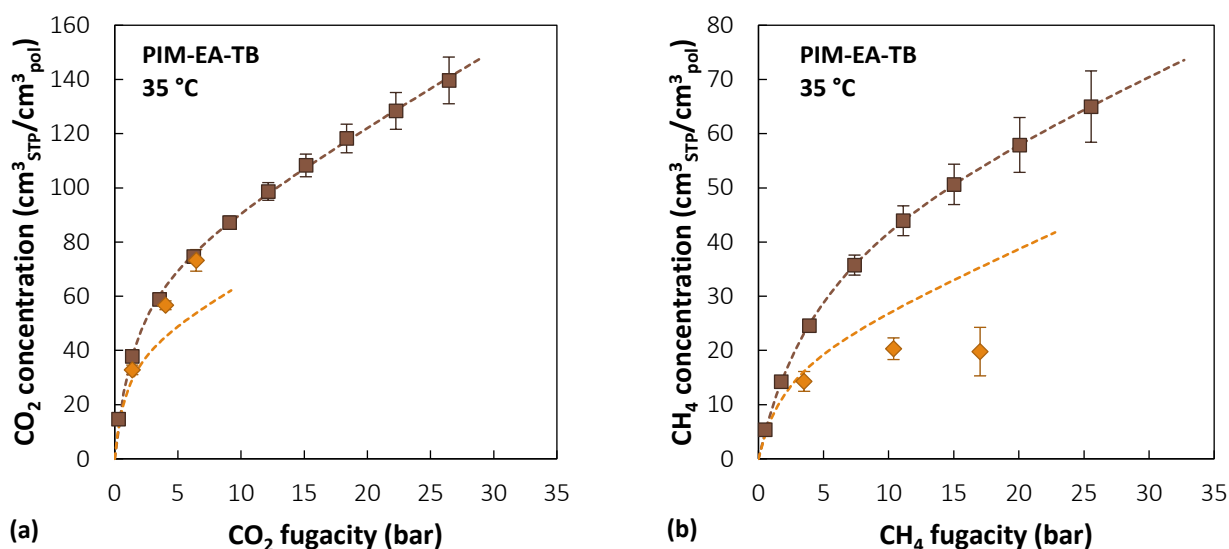 PIM-EA-TB
35 °C
CO₂ concentration (cm³STP/cm³pol)
160
140
120
100
80
60
40
20
0
0 5 10 15 20 25 30 35
(a)
CO₂ fugacity (bar)
PIM-EA-TB
35 °C
CH₄ concentration (cm³STP/cm³pol)
80
70
60
50
40
30
20
10
0
0 5 10 15 20 25 30 35
(b)
CH₄ fugacity (bar)